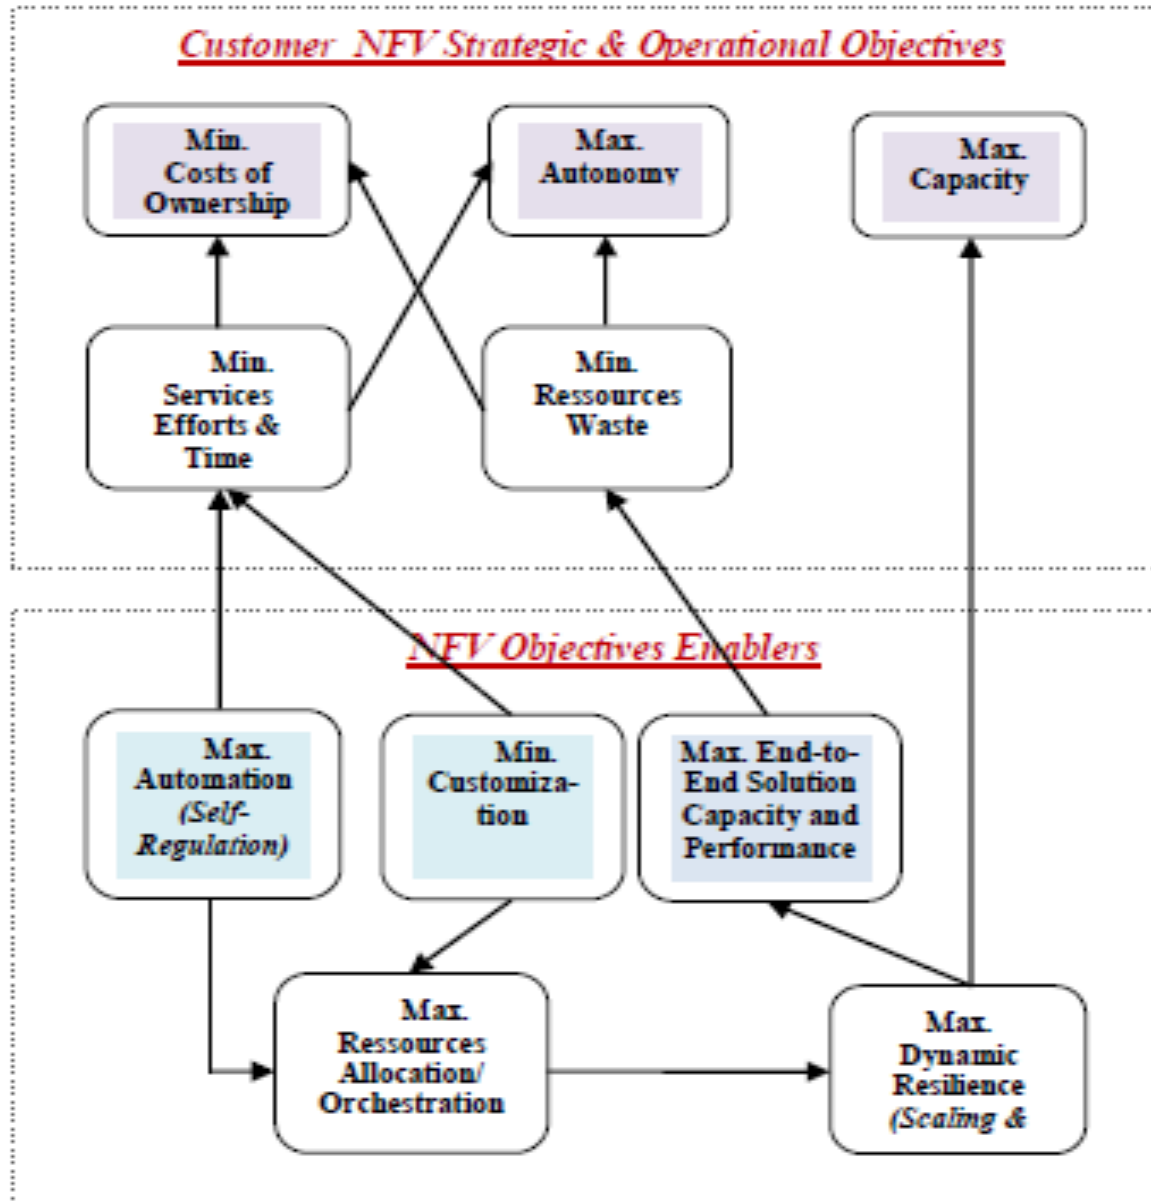 Customer NFV Strategic & Operational Objectives
Min.
Costs of
Ownership
Max.
Autonomy
Max.
Capacity
Min.
Services
Efforts &
Time
Min.
Ressources
Waste
NFV Objectives Enablers
Max.
Automation
(Self-
Regulation)
Min.
Customiza-
tion
Max. End-to-
End Solution
Capacity and
Performance
Max.
Ressources
Allocation/
Orchestration
Max.
Dynamic
Resilience
(Scaling &